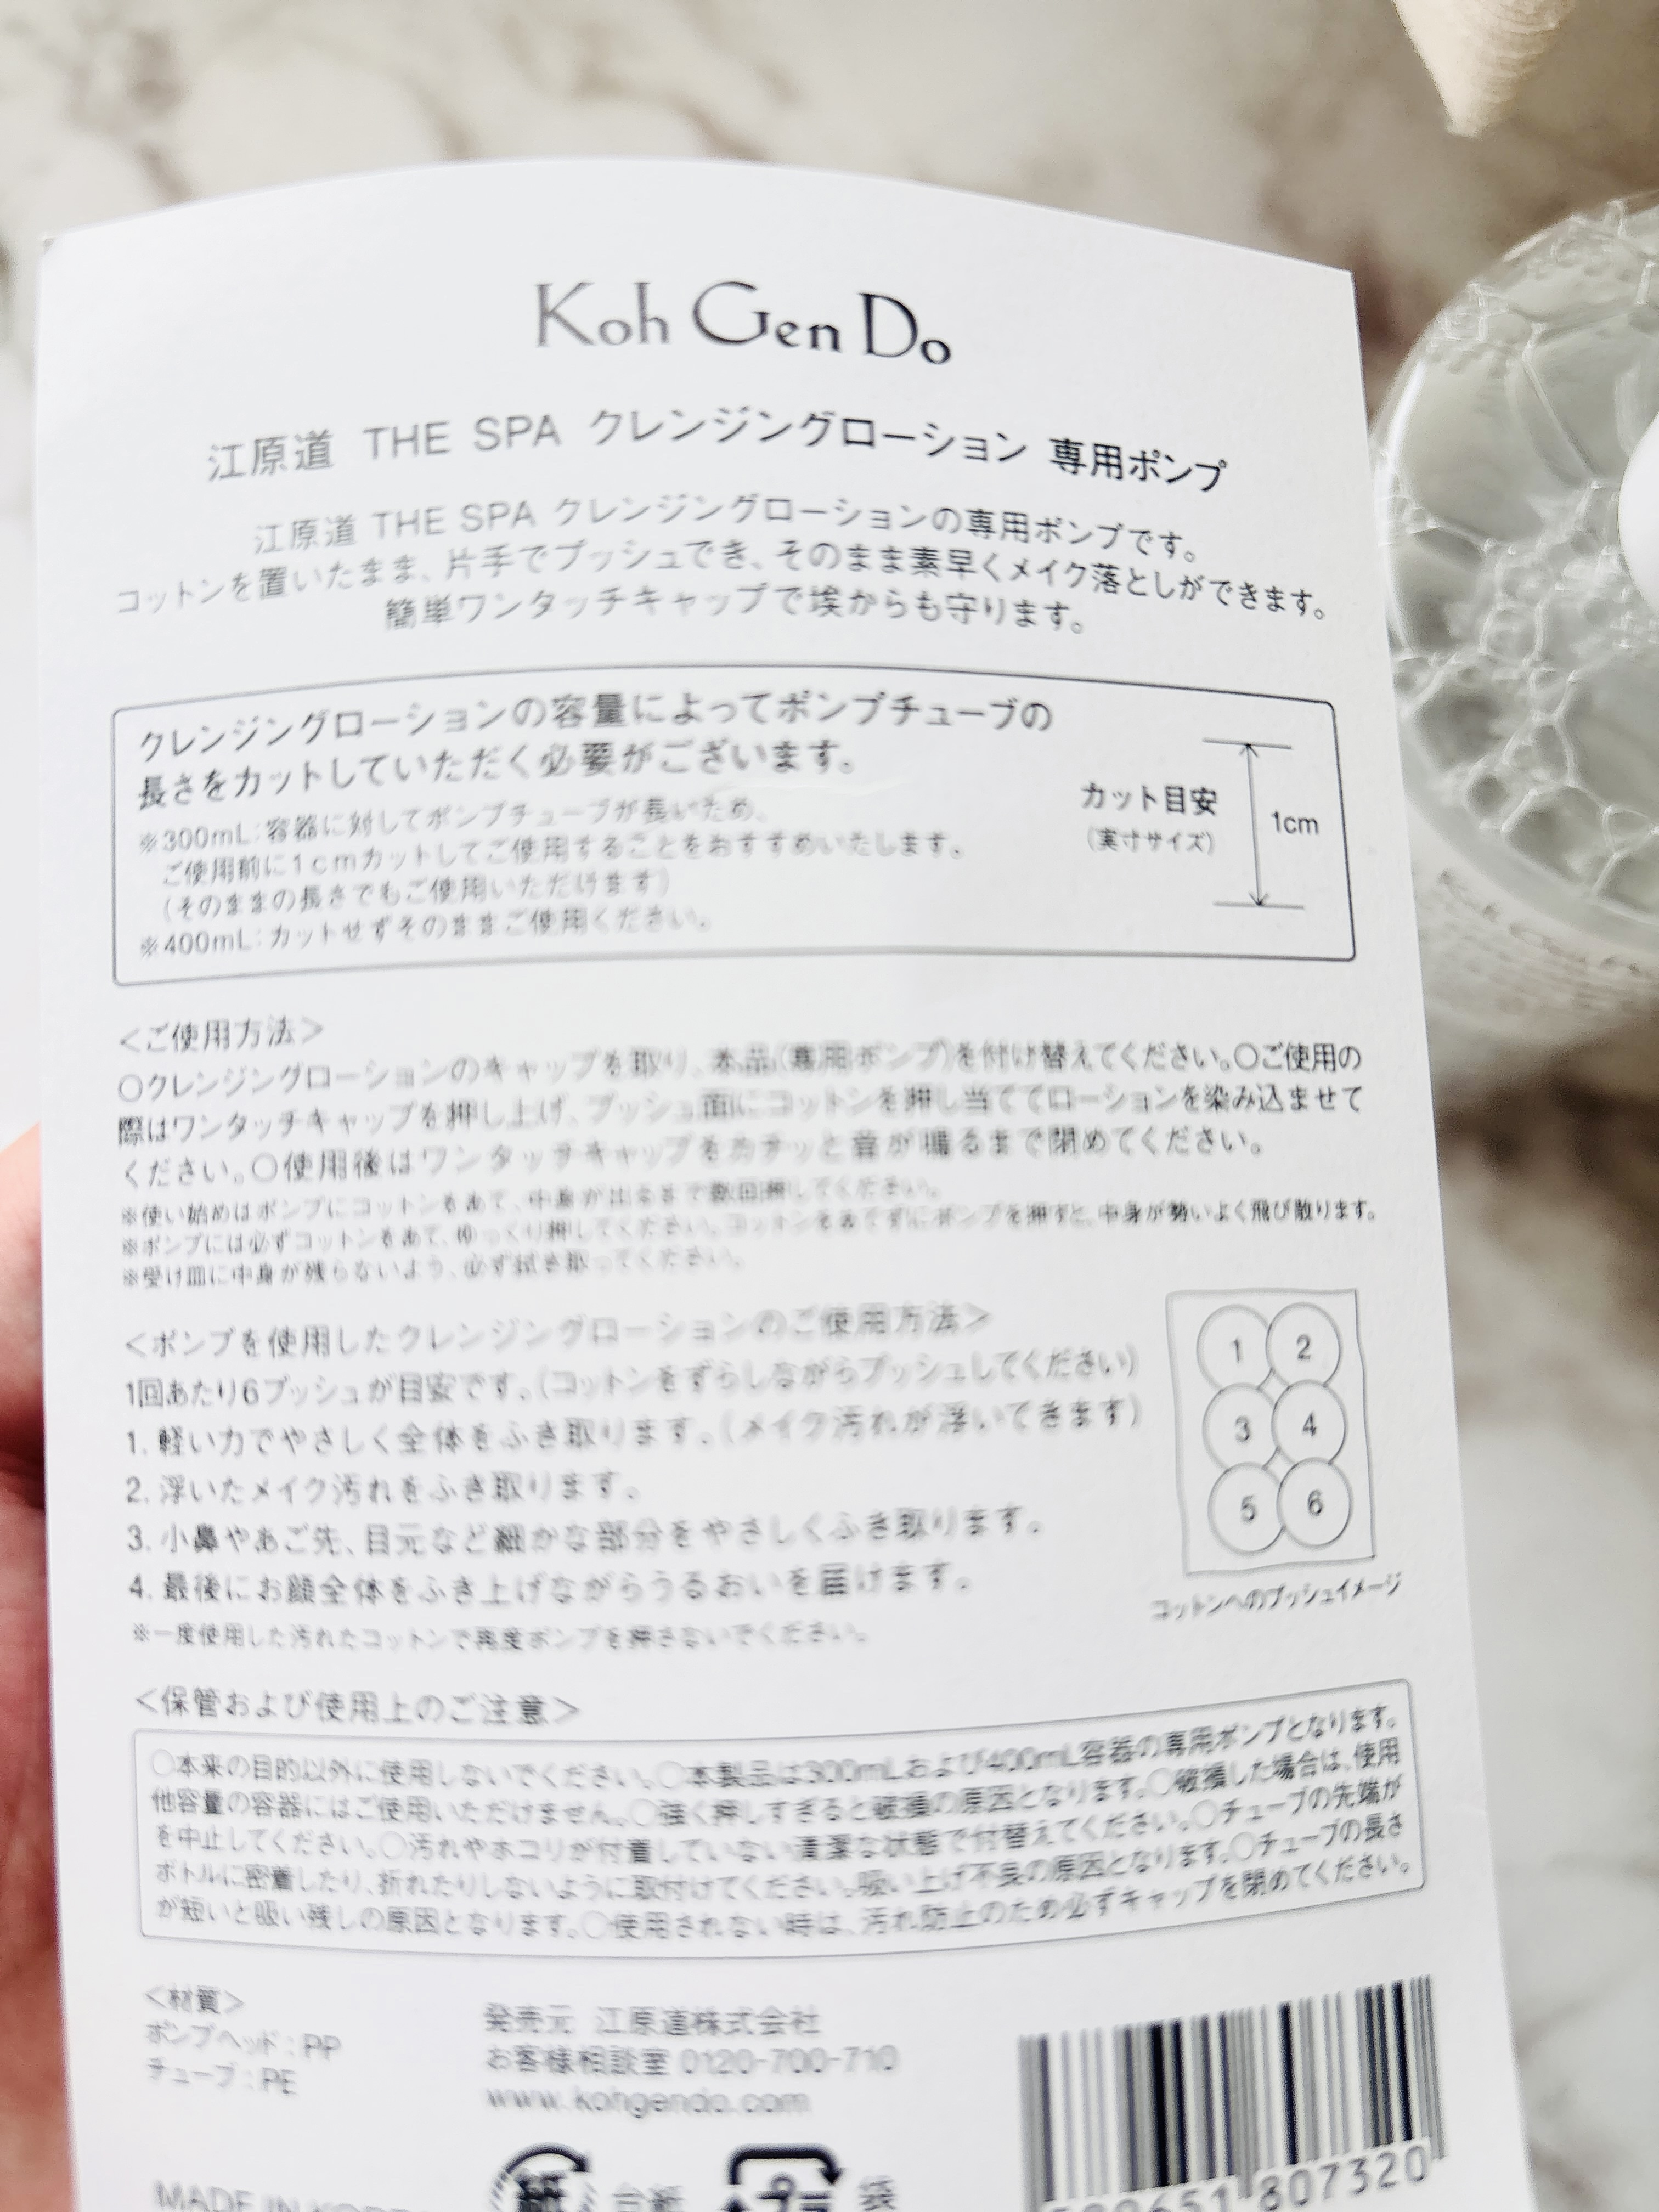 Koh Gen Do
江原道 THE SPA クレンジングローション 専用ポンプ
江原道 THE SPA クレンジングローションの専用ポンプです。
コットンを置いたまま、片手でプッシュでき、そのまま素早くメイク落としができます。
簡単ワンタッチキャップで埃からも守ります。
クレンジングローションの容量によってポンプチューブの
長さをカットしていただく必要がございます。
※300mL:容器に対してポンプチューブが長いため、
ご使用前に1cmカットしてご使用することをおすすめいたします。
(そのままの長さでもご使用いただけます)
※400mL:カットせずそのままご使用ください。
カット目安
(実寸サイズ)
1cm
<ご使用方法>
○クレンジングローションのキャップを取り、本品(専用ポンプ)を付け替えてください。○ご使用の
際はワンタッチキャップを押し上げ、プッシュ面にコットンを押し当ててローションを染み込ませて
ください。○使用後はワンタッチキャップをカチッと音が鳴るまで閉めてください。
※使い始めはポンプにコットンをあて、中身が出るまで数回押してください。
※ポンプには必ずコットンをあて、ゆっくり押してください。コットンをあてずにポンプを押すと、中身が勢いよく飛び散ります。
※受け皿に中身が残らないよう、必ず拭き取ってください。
<ポンプを使用したクレンジングローションのご使用方法>
1回あたり6プッシュが目安です。(コットンをずらしながらプッシュしてください)
1. 軽い力でやさしく全体をふき取ります。(メイク汚れが浮いてきます)
2. 浮いたメイク汚れをふき取ります。
3. 小鼻やあご先、目元など細かな部分をやさしくふき取ります。
4. 最後にお顔全体をふき上げながらうるおいを届けます。
※一度使用した汚れたコットンで再度ポンプを押さないでください。
1 2
3 4
5 6
コットンへのプッシュイメージ
<保管および使用上のご注意>
○本来の目的以外に使用しないでください。○本製品は300mLおよび400mL容器の専用ポンプとなります。
他容量の容器にはご使用いただけません。○強く押しすぎると破損の原因となります。○破損した場合は、使用
を中止してください。○汚れやホコリが付着していない清潔な状態で付替えてください。○チューブの先端が
ボトルに密着したり、折れたりしないように取付けてください。吸い上げ不良の原因となります。○チューブの長さ
が短いと吸い残しの原因となります。○使用されない時は、汚れ防止のため必ずキャップを閉めてください。
<材質>
ポンプヘッド:PP
チューブ:PE
発売元 江原道株式会社
お客様相談室 0120-700-710
www.kohgendo.com
MADE IN
紙 台紙
プラ 袋
807320